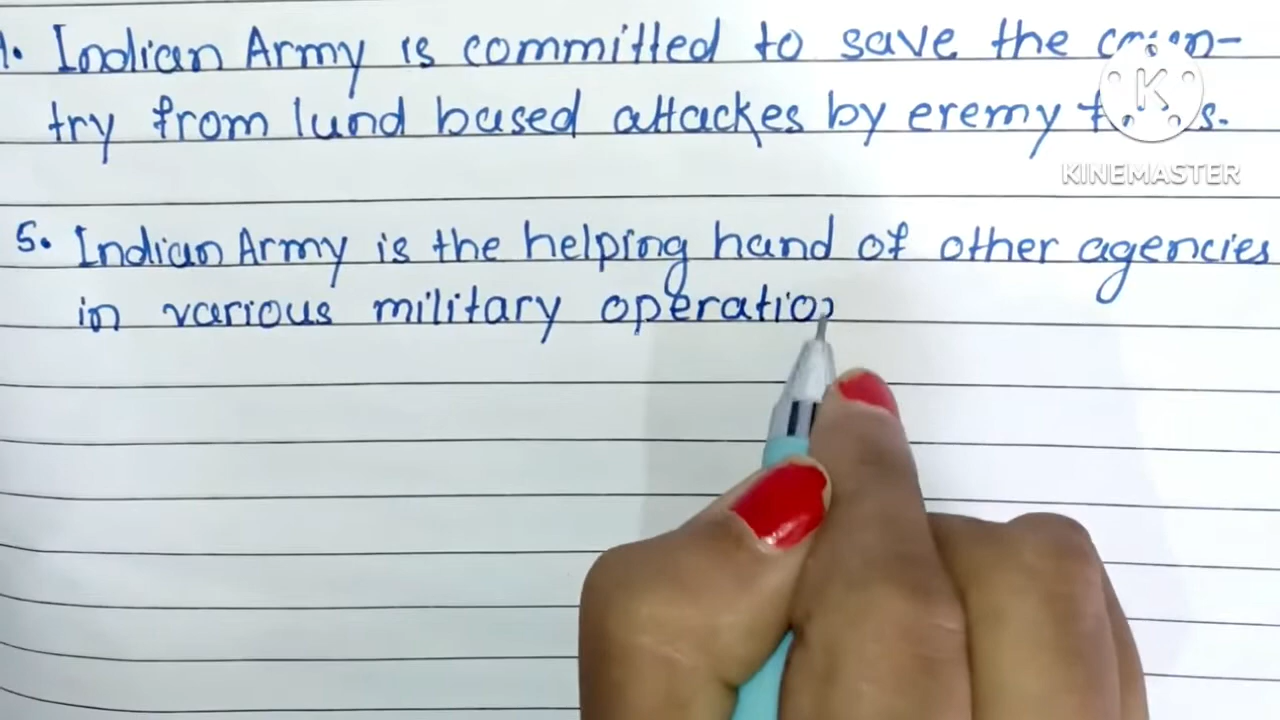 Indian Army is committed to save the coun-
try from lund based attackes by eremy
5. Indian Army is the helping hand of other agencies
in various military operation
K
KINEMASTER